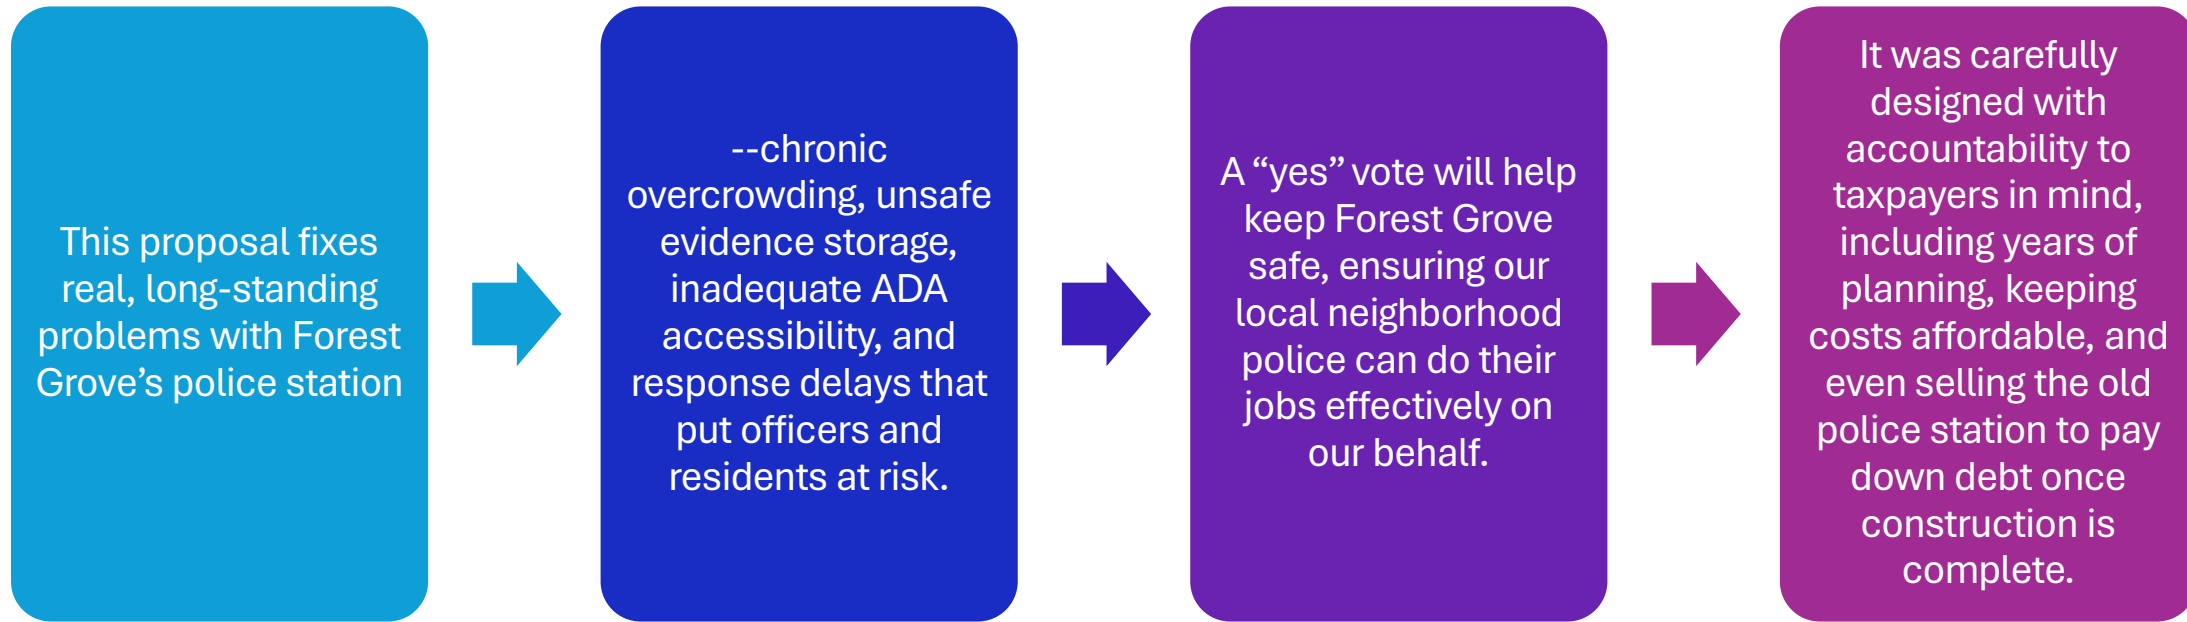 This proposal fixes
real, long-standing
problems with Forest
Grove’s police station
--chronic
overcrowding, unsafe
evidence storage,
inadequate ADA
accessibility, and
response delays that
put officers and
residents at risk.
A “yes” vote will help
keep Forest Grove
safe, ensuring our
local neighborhood
police can do their
jobs effectively on
our behalf.
It was carefully
designed with
accountability to
taxpayers in mind,
including years of
planning, keeping
costs affordable, and
even selling the old
police station to pay
down debt once
construction is
complete.